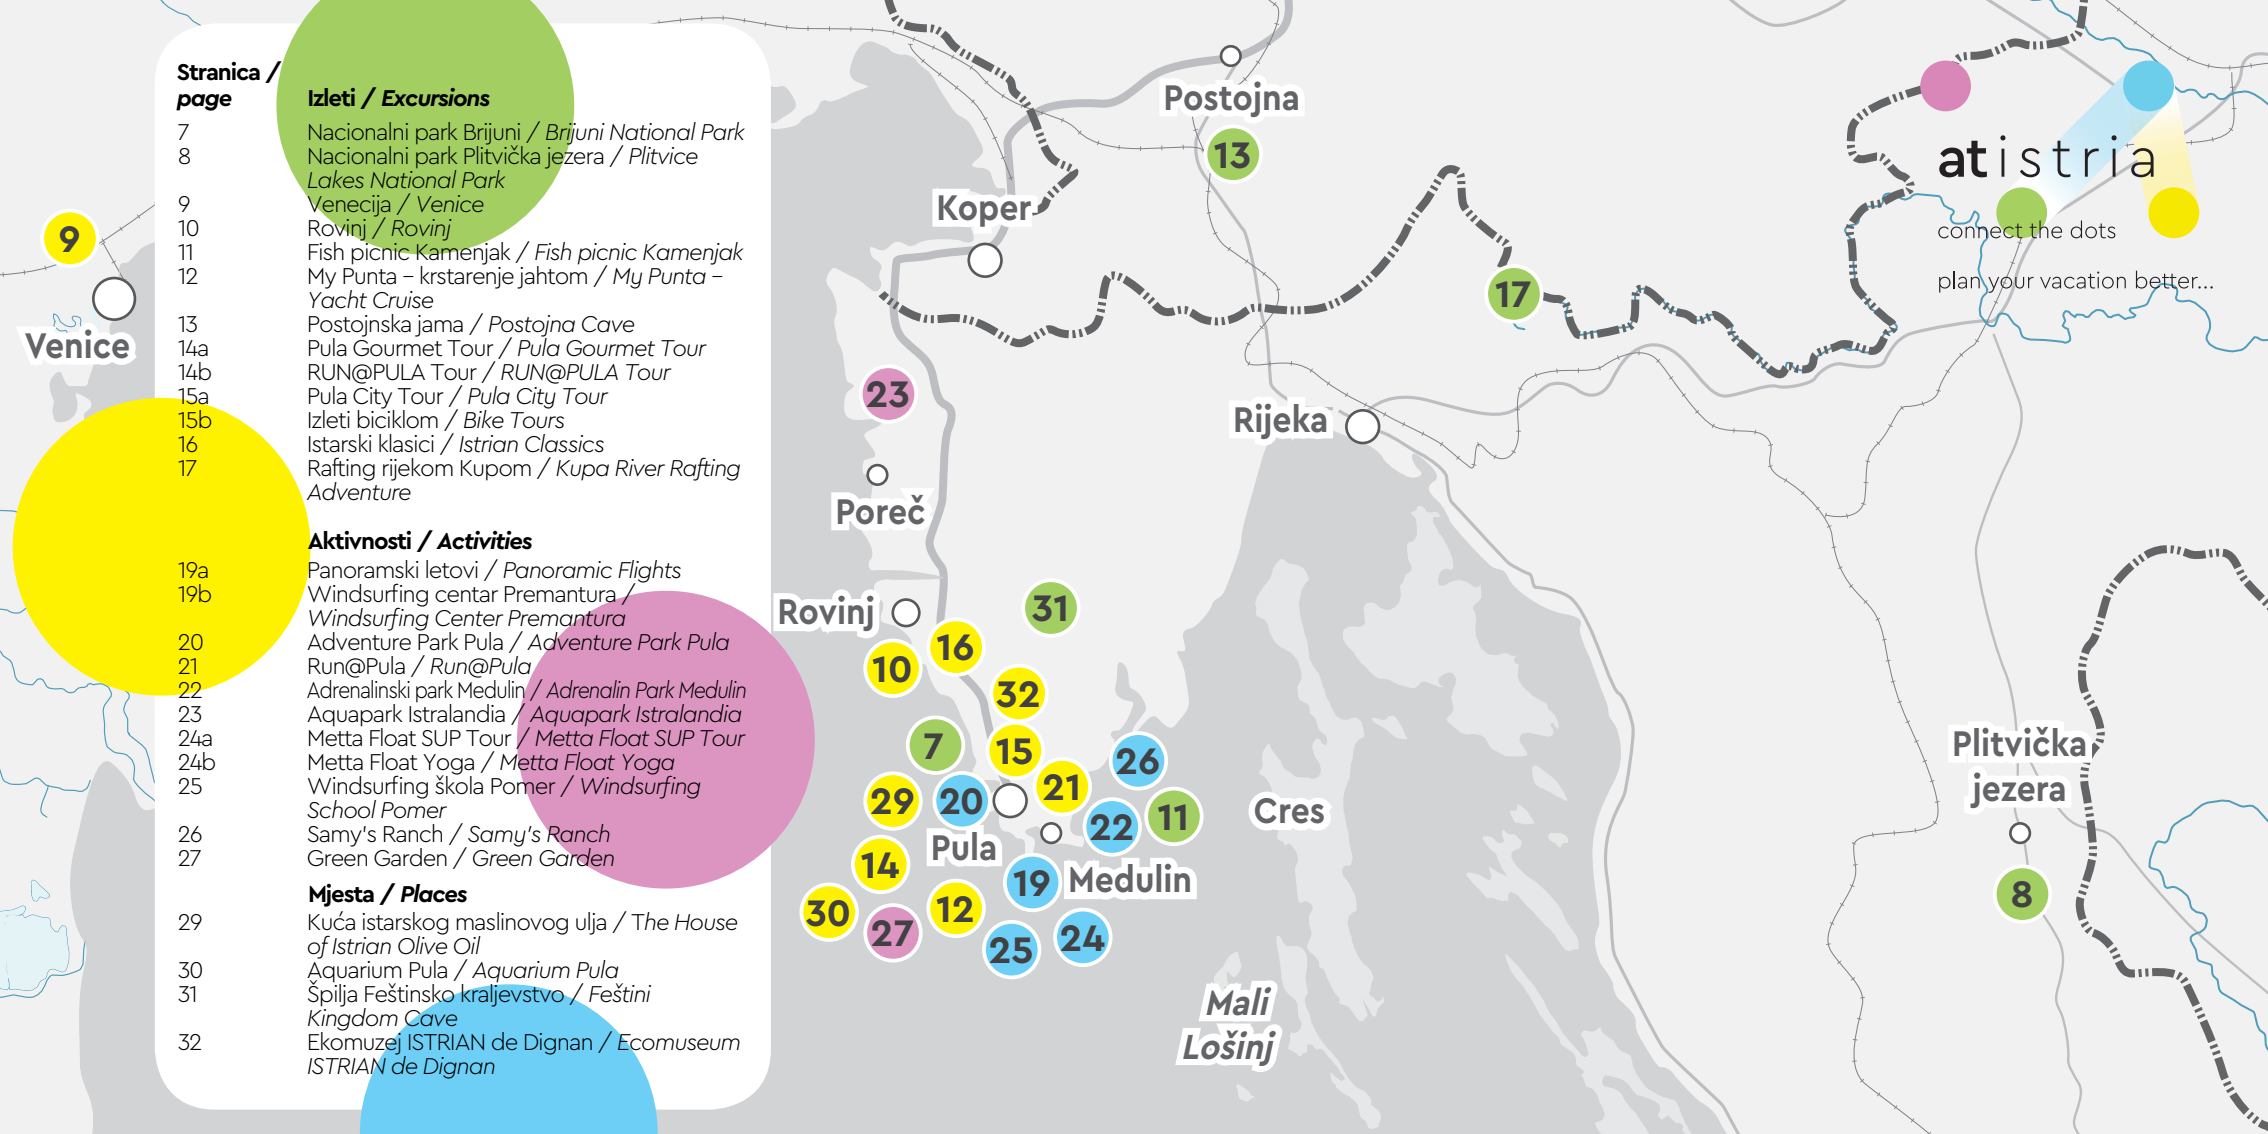 Stranica /
page
Izleti / Excursions
7 Nacionalni park Brijuni / Brijuni National Park
8 Nacionalni park Plitvička jezera / Plitvice
Lakes National Park
9 Venecija / Venice
10 Rovinj / Rovinj
11 Fish picnic Kamenjak / Fish picnic Kamenjak
12 My Punta – krstarenje jahtom / My Punta –
Yacht Cruise
13 Postojnska jama / Postojna Cave
14a Pula Gourmet Tour / Pula Gourmet Tour
14b RUN@PULA Tour / RUN@PULA Tour
15a Pula City Tour / Pula City Tour
15b Izleti biciklom / Bike Tours
16 Istarski klasici / Istrian Classics
17 Rafting rijekom Kupom / Kupa River Rafting
Adventure
Aktivnosti / Activities
19a Panoramski letovi / Panoramic Flights
19b Windsurfing centar Premantura /
Windsurfing Center Premantura
20 Adventure Park Pula / Adventure Park Pula
21 Run@Pula / Run@Pula
22 Adrenalinski park Medulin / Adrenalin Park Medulin
23 Aquapark Istralandia / Aquapark Istralandia
24a Metta Float SUP Tour / Metta Float SUP Tour
24b Metta Float Yoga / Metta Float Yoga
25 Windsurfing škola Pomer / Windsurfing
School Pomer
26 Samy's Ranch / Samy's Ranch
27 Green Garden / Green Garden
Mjesta / Places
29 Kuća istarskog maslinovog ulja / The House
of Istrian Olive Oil
30 Aquarium Pula / Aquarium Pula
31 Špilja Feštinsko kraljevstvo / Feštini
Kingdom Cave
32 Ekomuzej ISTRIAN de Dignan / Ecomuseum
ISTRIAN de Dignan
9
Venice
Postojna
13
Koper
17
23
Rijeka
Poreč
Rovinj
31
16
10
32
7
15
26
21
29
20
11
22
Cres
Pula
14
19
Medulin
30
12
27
25
24
Mali
Lošinj
Plitvička
jezera
8
atistria
connect the dots
plan your vacation better...